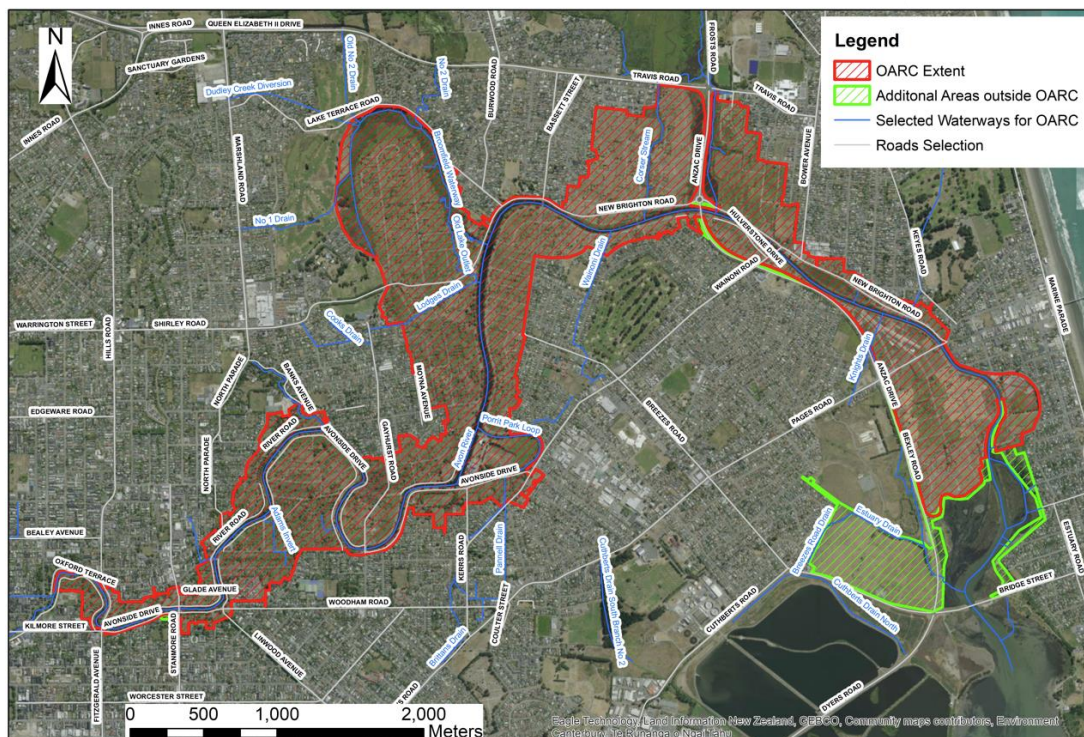 INNES ROAD
QUEEN ELIZABETH II DRIVE
SANCTUARY GARDENS
INNES ROAD
N
Old No 2 Drain
No 2 Drain
Dudley Creek Diversion
LAKE TERRACE ROAD
MARSHLAND ROAD
BURWOOD ROAD
BASSETT STREET
TRAVIS ROAD
FROSTS ROAD
TRAVIS ROAD
BOWER AVENUE
Legend
OARC Extent
Additonal Areas outside OARC
Selected Waterways for OARC
Roads Selection
Broomfield Waterway
Corser Stream
ANZAC DRIVE
NEW BRIGHTON ROAD
HULVERSTONE DRIVE
No 1 Drain
Old Lake Outlet
Wainoni Drain
WAINONI ROAD
KEYES ROAD
NEW BRIGHTON ROAD
MARINE PARADE
Lodges Drain
Cooks Drain
WARRINGTON STREET
SHIRLEY ROAD
HILLS ROAD
NORTH PARADE
BANKS AVENUE
MOYNA AVENUE
Knights Drain
ANZAC DRIVE
PAGES ROAD
BREEZES ROAD
EDGEWARE ROAD
RIVER ROAD
AVONSIDE DRIVE
GAYHURST ROAD
Porrit Park Loop
Avon River
AVONSIDE DRIVE
BEXLEY ROAD
NORTH PARADE
RIVER ROAD
Adams Invert
Pannell Drain
KERRS ROAD
Estuary Drain
Breezes Road Drain
ESTUARY ROAD
BEALEY AVENUE
OXFORD TERRACE
GLADE AVENUE
AVONSIDE DRIVE
WOODHAM ROAD
COULTER STREET
Cuthberts Drain South Branch No 2
CUTHBERTS ROAD
Cuthberts Drain North
BRIDGE STREET
KILMORE STREET
FITZGERALD AVENUE
STANMORE ROAD
LINWOOD AVENUE
Brittans Drain
WORCESTER STREET
S ROAD
DYERS ROAD
0 500 1,000 2,000
Meters
Eagle Technology, Land Information New Zealand, GEBCO, Community maps contributors, Environment
Canterbury, Te Runanga o Ngai Tahu